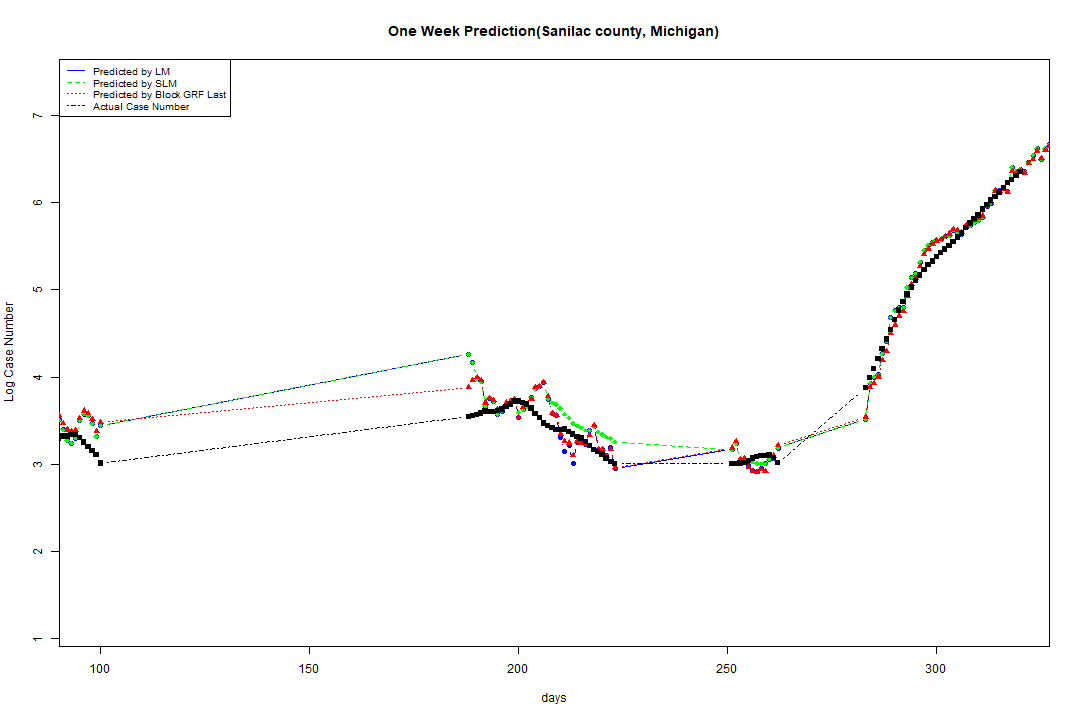 One Week Prediction(Sanilac county, Michigan)
Predicted by LM
Predicted by SLM
Predicted by Block GRF Last
Actual Case Number
7
6
5
4
3
2
1
Log Case Number
100 150 200 250 300
days